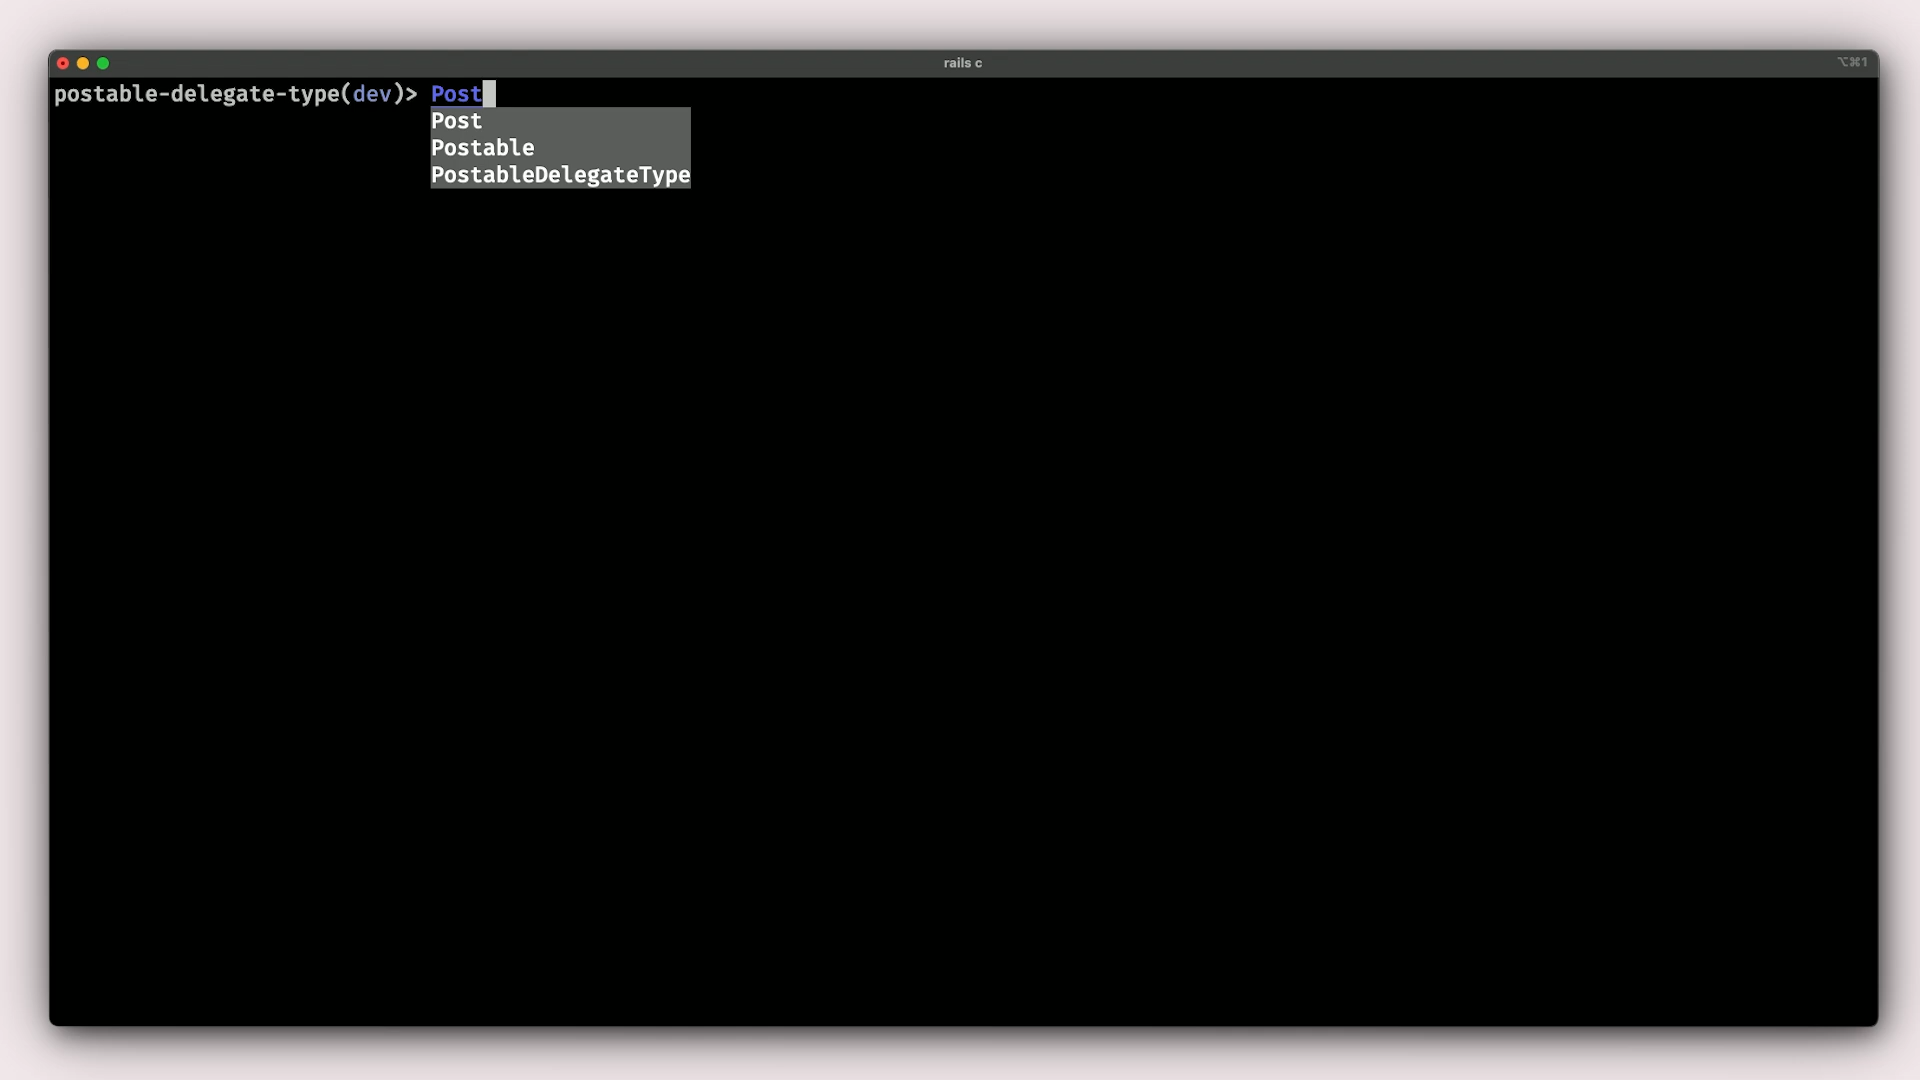 rails c
⌥⌘1
postable-delegate-type(dev)> Post
Post
Postable
PostableDelegateType